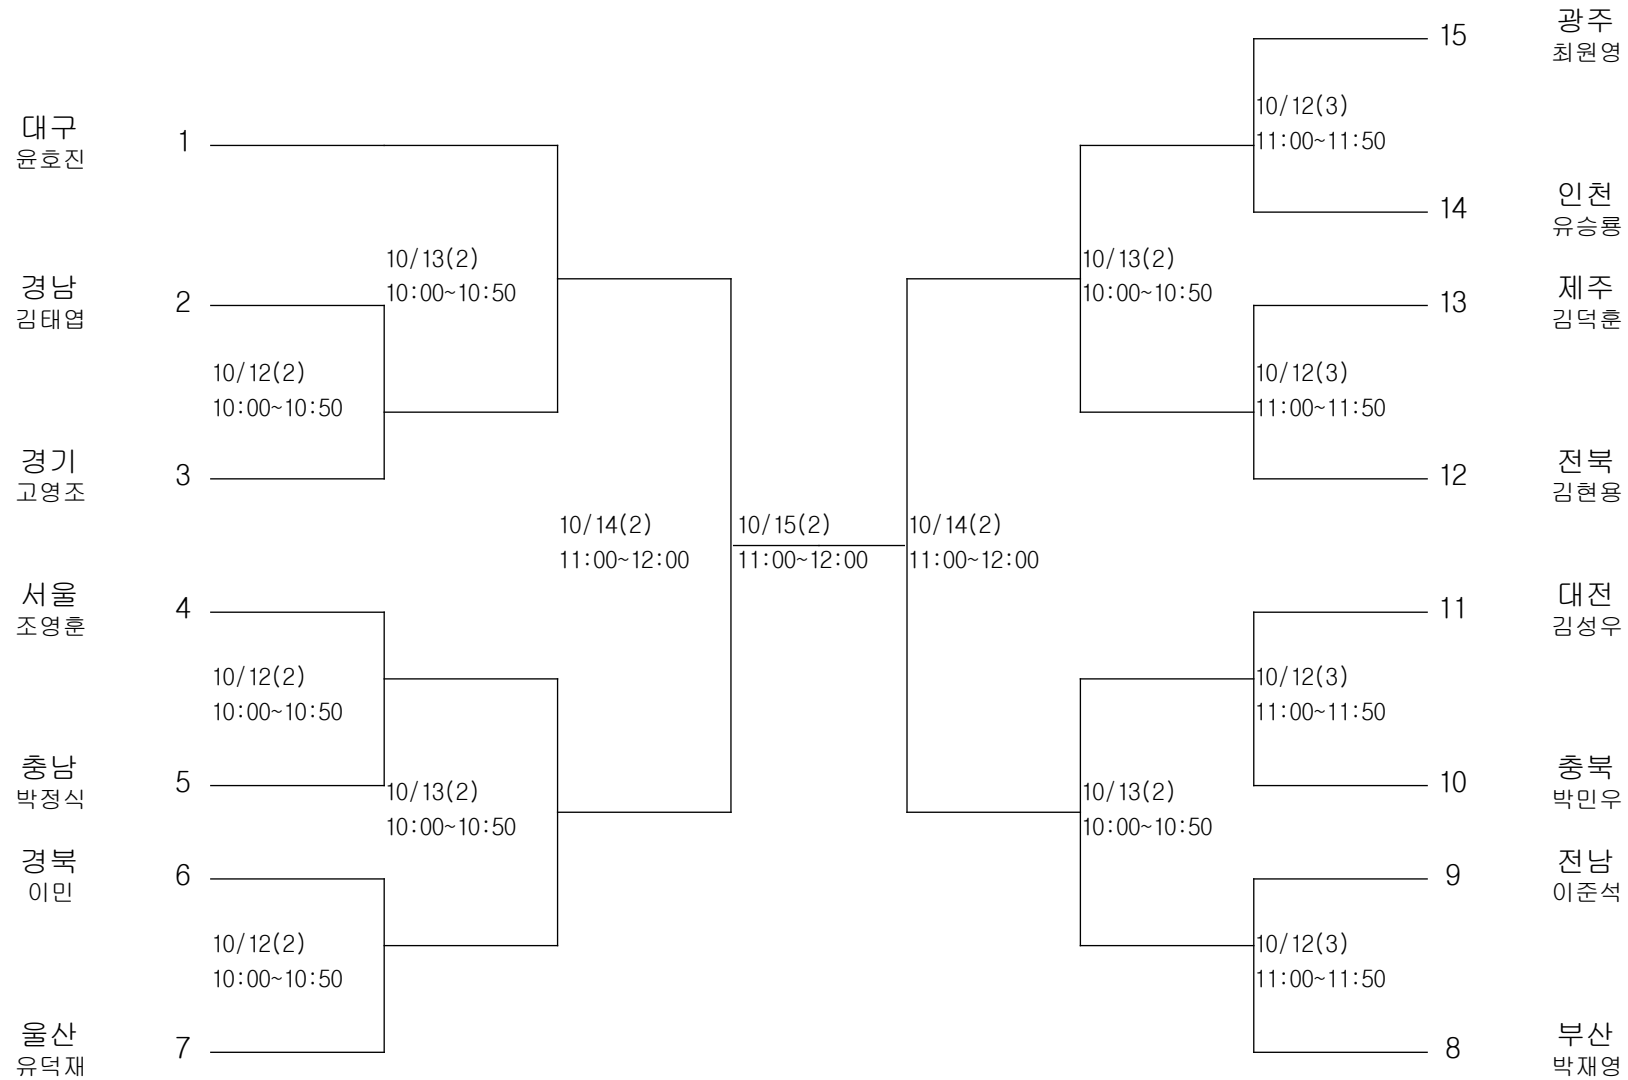 광주
15
최원영
10/12(3)
11:00~11:50
대구
1
윤호진
인천
14
유승룡
10/13(2)
10:00~10:50
10/13(2)
10:00~10:50
경남
2
김태엽
제주
13
김덕훈
10/12(2)
10:00~10:50
10/12(3)
11:00~11:50
경기
3
고영조
전북
12
김현용
10/14(2)
11:00~12:00
10/15(2)
11:00~12:00
10/14(2)
11:00~12:00
서울
4
조영훈
대전
11
김성우
10/12(2)
10:00~10:50
10/12(3)
11:00~11:50
충남
5
박정식
충북
10
박민우
10/13(2)
10:00~10:50
10/13(2)
10:00~10:50
경북
6
이민
전남
9
이준석
10/12(2)
10:00~10:50
10/12(3)
11:00~11:50
울산
7
유덕재
부산
8
박재영